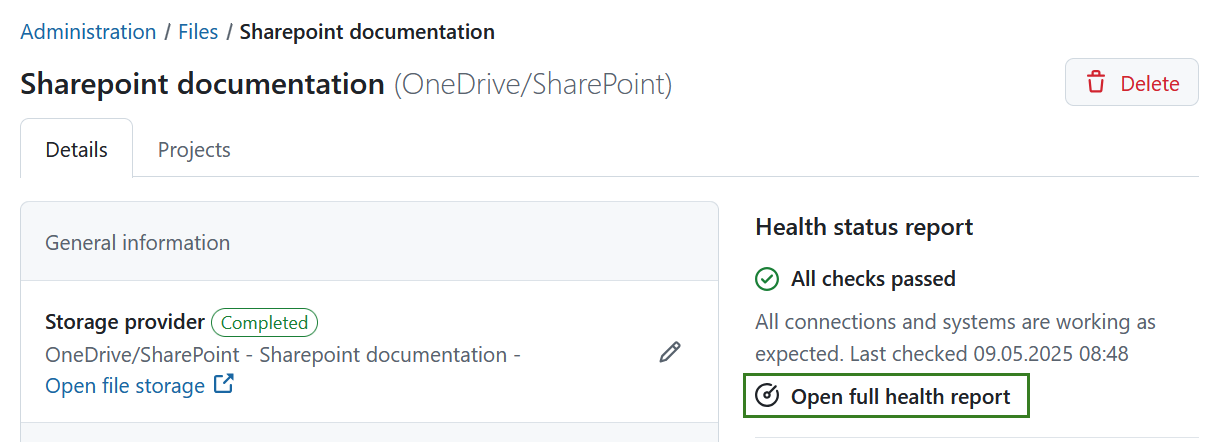 Administration / Files / Sharepoint documentation
Sharepoint documentation (OneDrive/SharePoint)
Delete
Details
Projects
General information
Storage provider Completed
OneDrive/SharePoint - Sharepoint documentation -
Open file storage
Health status report
All checks passed
All connections and systems are working as
expected. Last checked 09.05.2025 08:48
Open full health report